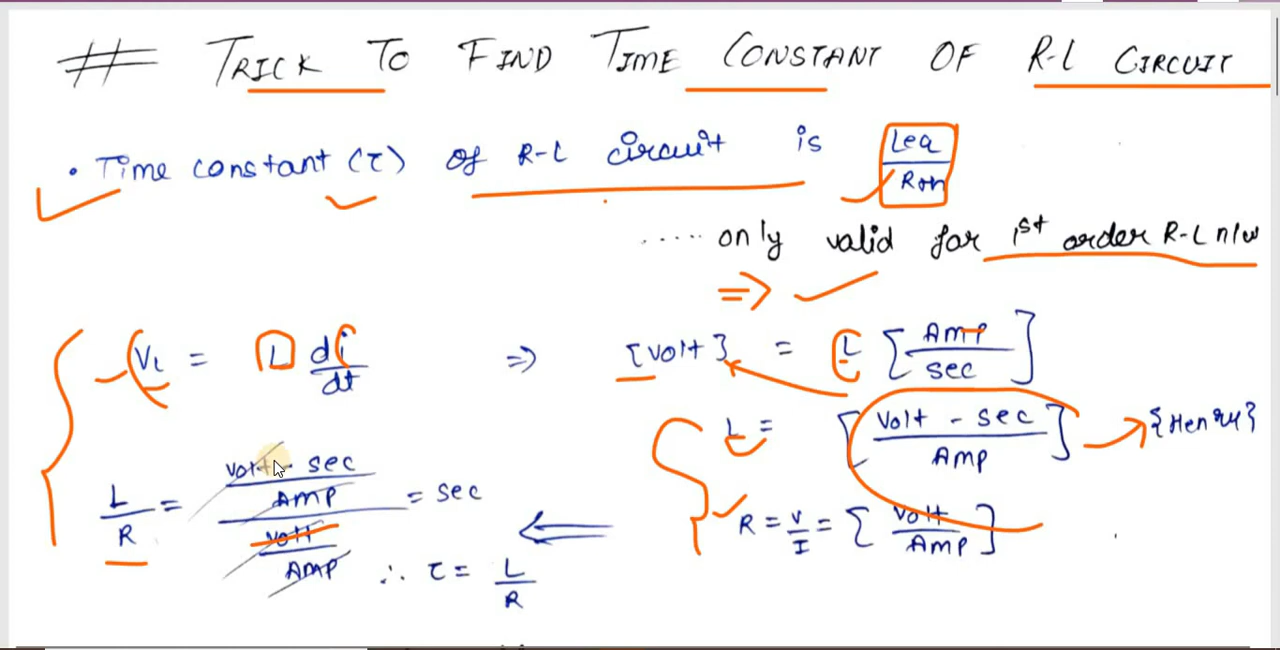 # TRICK TO FIND TIME CONSTANT OF R-L CIRCUIT
• Time constant (τ) of R-L circuit is Leq/RTH
..... only valid for 1st order R-L n/w
⇒
VL = L di/dt ⇒ [Volt] = L [Amp/sec]
L = [Volt - sec/Amp] → {Henry}
R = V/I = [Volt/Amp]
L/R = (volt - sec/AMP)/(volt/AMP) = sec ⇐
∴ τ = L/R